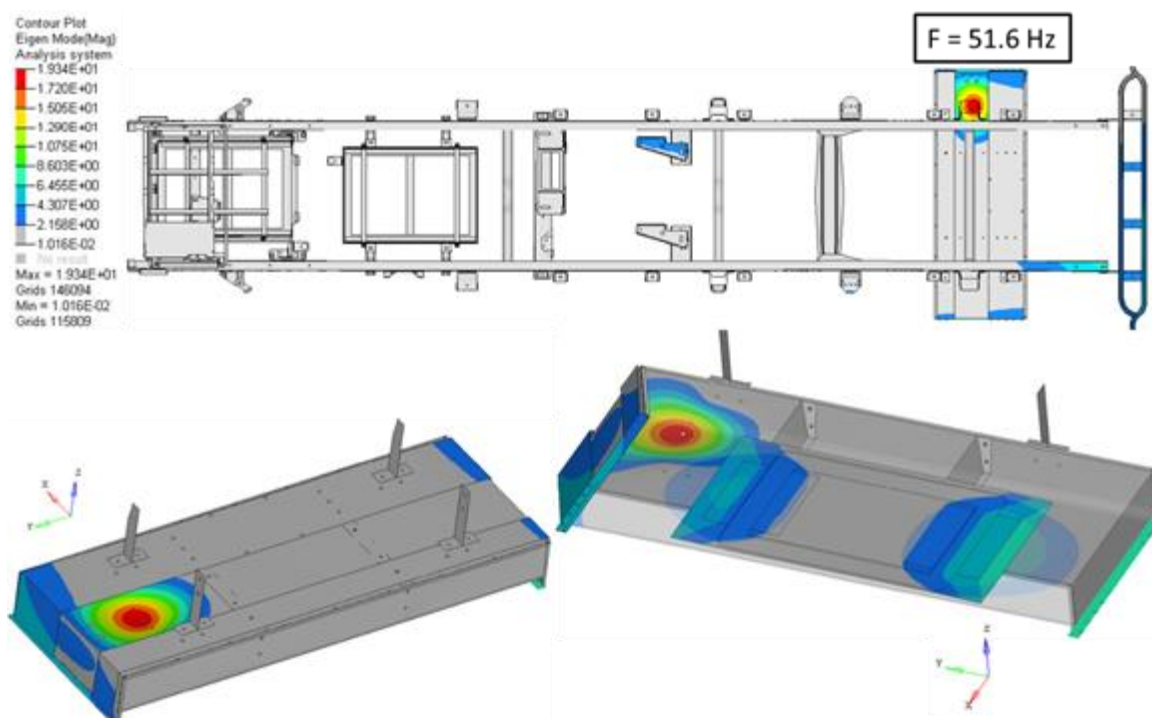 Contour Plot
Eigen Mode(Mag)
Analysis system
1.934E+01
1.720E+01
1.505E+01
1.290E+01
1.075E+01
8.603E+00
6.455E+00
4.307E+00
2.158E+00
1.016E-02
No result
Max = 1.934E+01
Grids 146094
Min = 1.016E-02
Grids 115809
F = 51.6 Hz
X
Z
Y
Z
Y
X